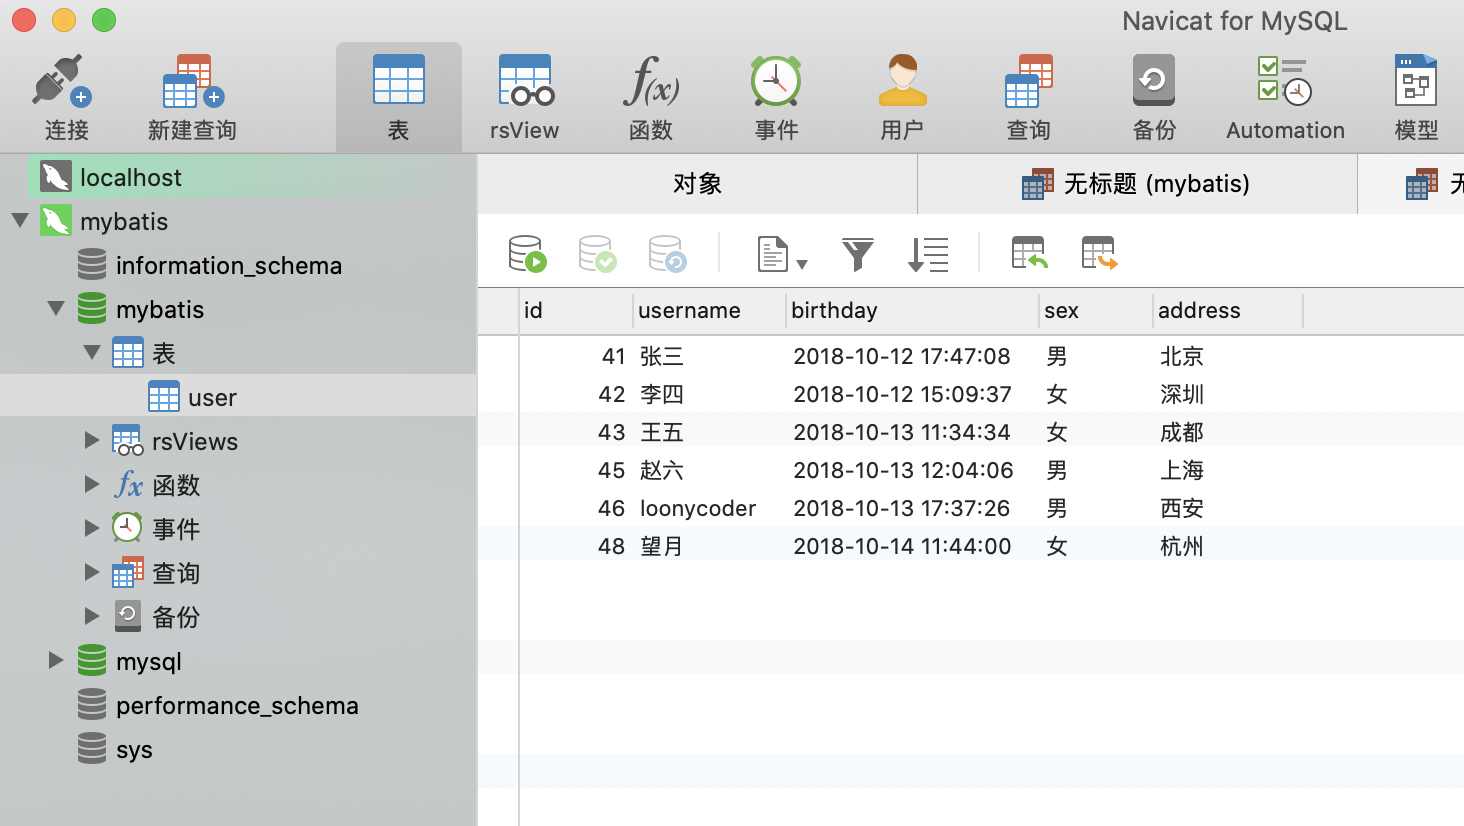 Navicat for MySQL
连接 新建查询 表 rsView 函数 事件 用户 查询 备份 Automation 模型
localhost
mybatis
information_schema
mybatis
表
user
rsViews
函数
事件
查询
备份
mysql
performance_schema
sys
对象 无标题 (mybatis)
id username birthday sex address
41 张三 2018-10-12 17:47:08 男 北京
42 李四 2018-10-12 15:09:37 女 深圳
43 王五 2018-10-13 11:34:34 女 成都
45 赵六 2018-10-13 12:04:06 男 上海
46 loonycoder 2018-10-13 17:37:26 男 西安
48 望月 2018-10-14 11:44:00 女 杭州